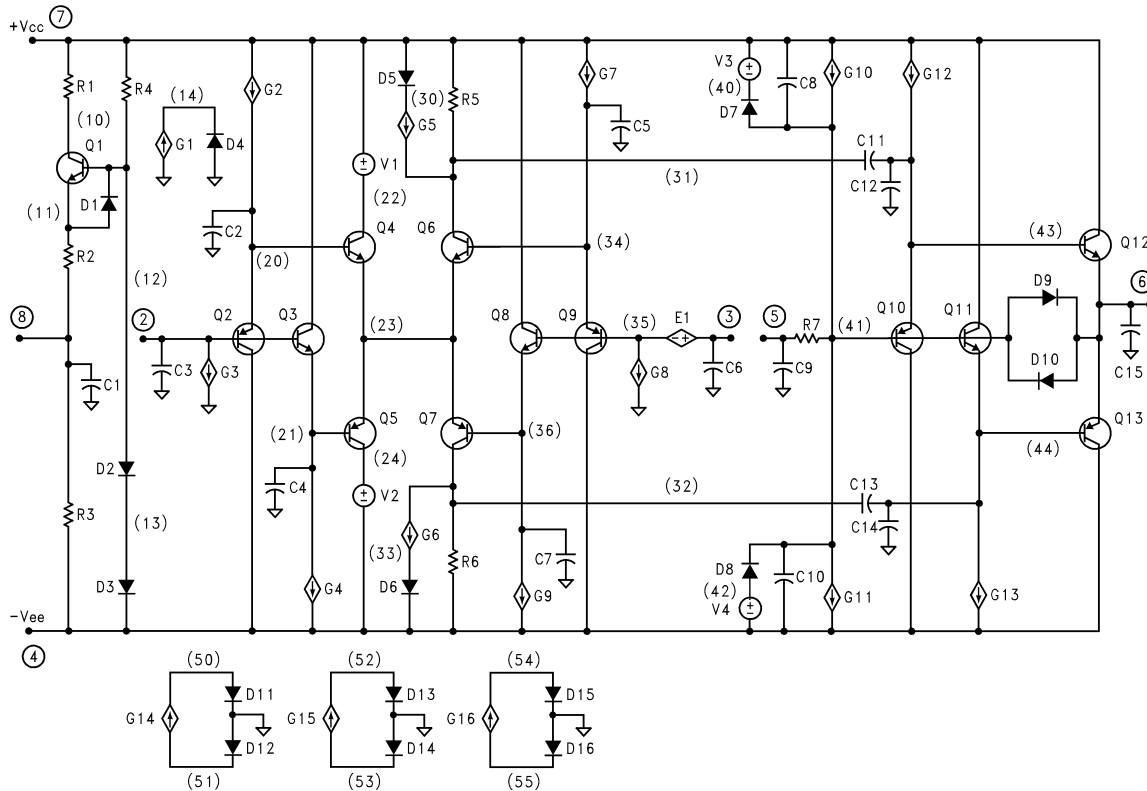 +Vcc 7
R1
R4
(10)
Q1
(14)
G1
D4
G2
D5
(30)
G5
R5
G7
C5
V3
(40)
D7
C8
G10
G12
D1
(11)
R2
C2
(20)
V1
(22)
Q4
Q6
(34)
C11
(31)
C12
(43)
Q12
(12)
8
2
Q2
Q3
(23)
Q8
Q9
(35)
E1
3
5
R7
(41)
Q10
Q11
D9
D10
6
C1
C3
G3
G8
C6
C9
C15
(21)
Q5
(24)
Q7
(36)
Q13
(44)
D2
C4
V2
(32)
C13
C14
R3
(13)
D3
G4
G6
(33)
D6
R6
C7
G9
D8
(42)
V4
C10
G11
G13
-Vee
4
(50)
(52)
(54)
D11
D13
D15
G14
G15
G16
D12
D14
D16
(51)
(53)
(55)